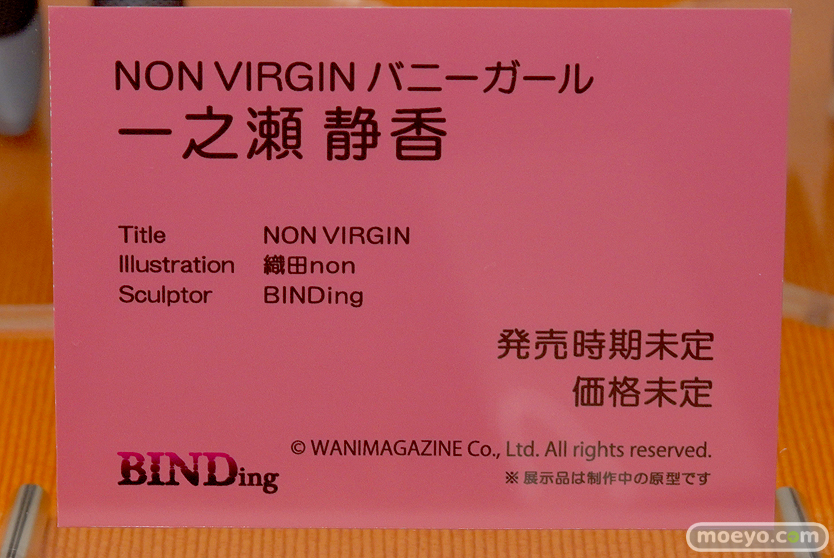 NON VIRGIN バニーガール
一之瀬 静香
Title NON VIRGIN
Illustration 織田non
Sculptor BINDing
発売時期未定
価格未定
© WANIMAGAZINE Co., Ltd. All rights reserved.
BINDing
※展示品は制作中の原型です
moeyo.com